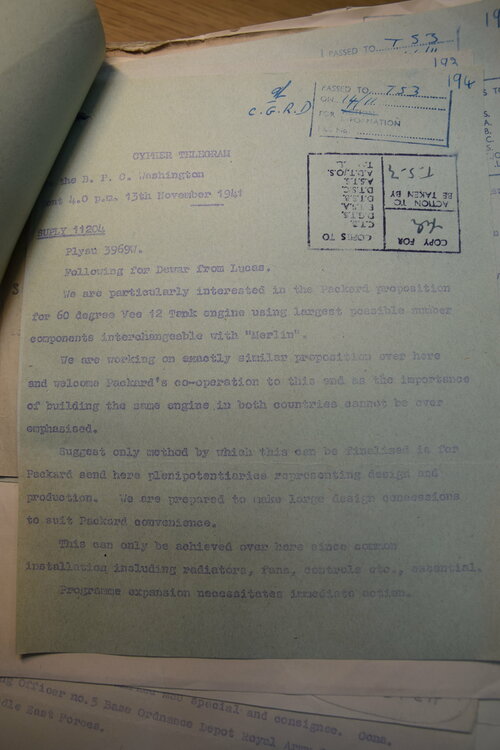 19
I PASSED TO T S 3
192
194
PASSED TO T S 3
ON 14/11
FOR
INFORMATION
C.G.R.D
CYPHER TELEGRAM
the B. P. C. Washington
4.0 p.m. 13th November 1941
SUPLY 11204
Plysu 3969W.
Following for Dewar from Lucas.
We are particularly interested in the Packard proposition
for 60 degree Vee 12 Tank engine using largest possible number
components interchangeable with "Merlin".
We are working on exactly similar proposition over here
and welcome Packard's co-operation to this end as the importance
of building the same engine in both countries cannot be over
emphasised.
Suggest only method by which this can be finalised is for
Packard send here plenipotentiaries representing design and
production. We are prepared to make large design concessions
to suit Packard convenience.
This can only be achieved over here since common
installation including radiators, fans, controls etc., essential.
Programme expansion necessitates immediate action.
COPY FOR
ACTION TO
BE TAKEN BY
T.S.3
COPIES TO
special and consignee. Ocna.
Officer no.5 Base Ordnance Depot Royal
East Forces.